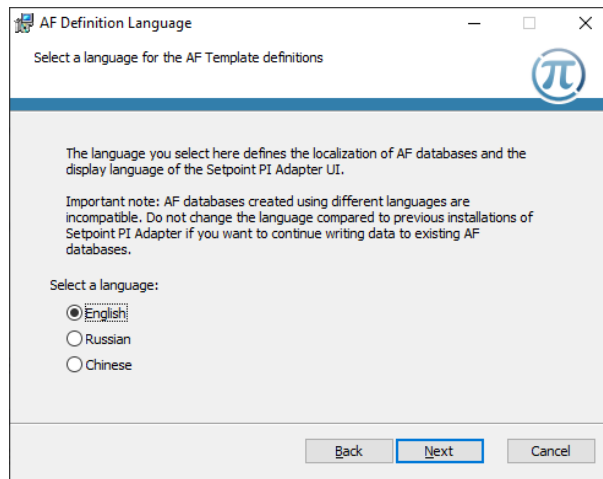 AF Definition Language
Select a language for the AF Template definitions
π
The language you select here defines the localization of AF databases and the
display language of the Setpoint PI Adapter UI.
Important note: AF databases created using different languages are
incompatible. Do not change the language compared to previous installations of
Setpoint PI Adapter if you want to continue writing data to existing AF
databases.
Select a language:
English
Russian
Chinese
Back Next Cancel